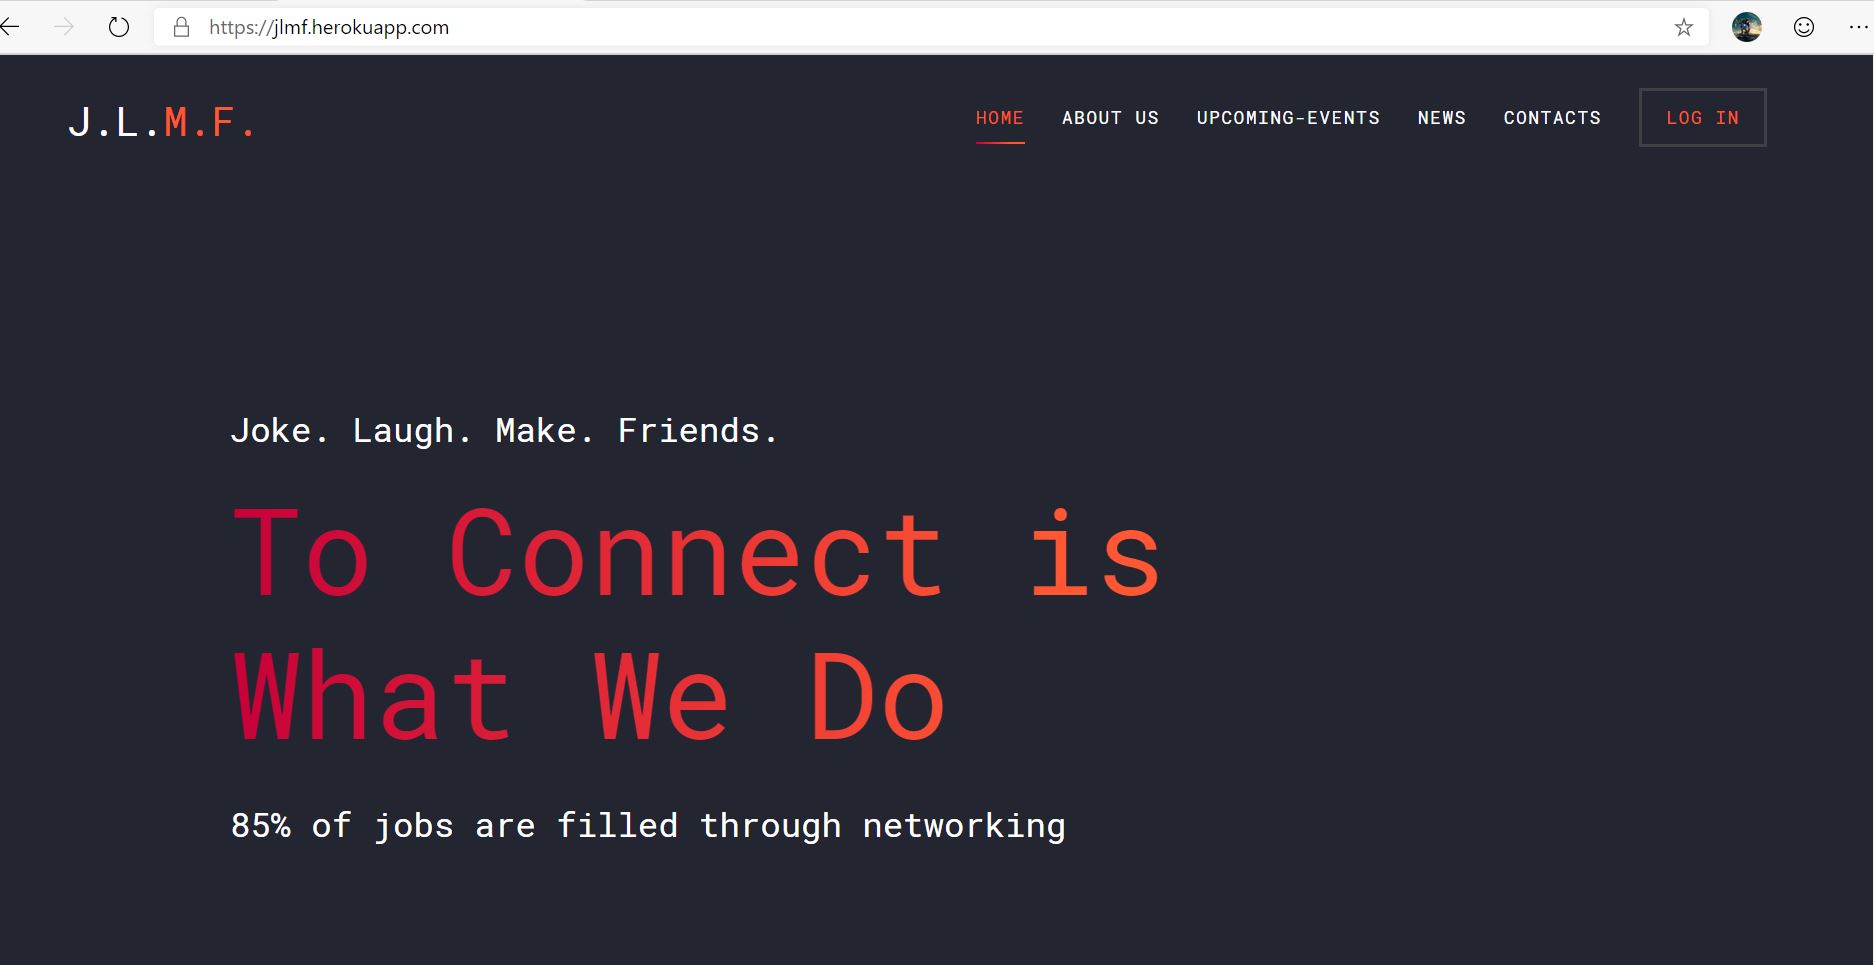 https://jlmf.herokuapp.com
J.L.M.F.
HOME ABOUT US UPCOMING-EVENTS NEWS CONTACTS LOG IN
Joke. Laugh. Make. Friends.
To Connect is
What We Do
85% of jobs are filled through networking